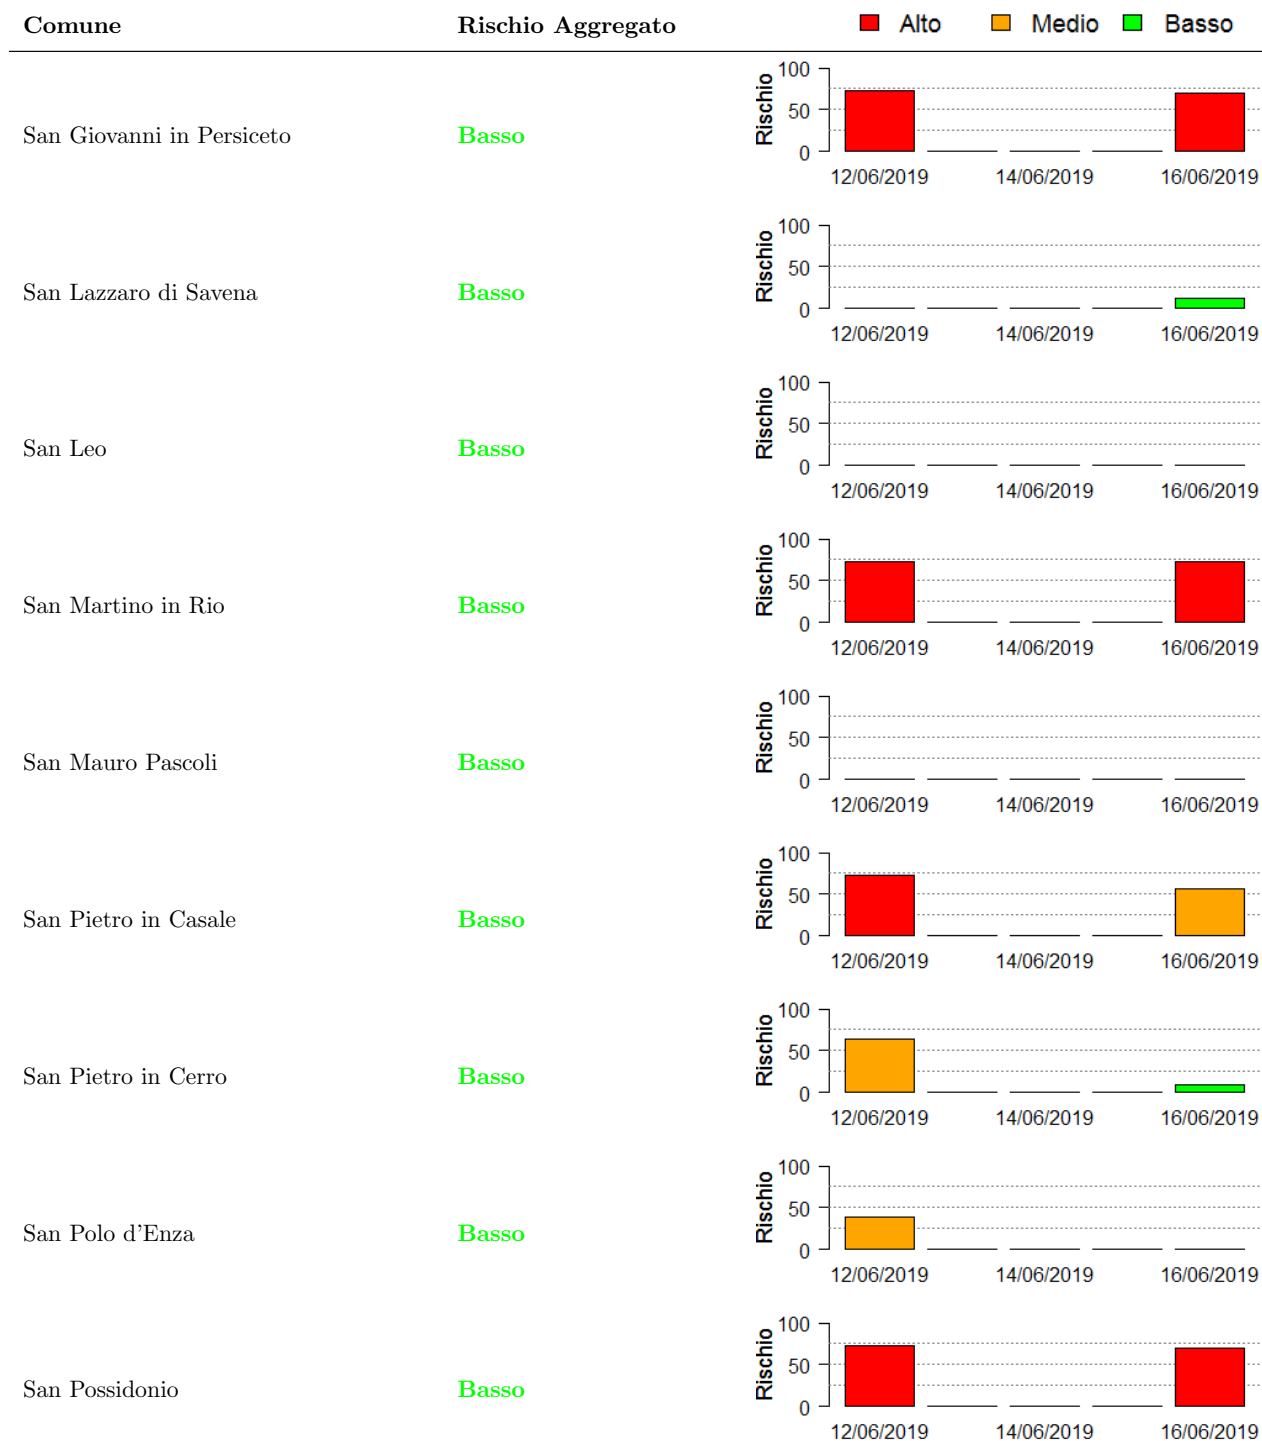 Comune Rischio Aggregato Alto Medio Basso
San Giovanni in Persiceto Basso
Rischio
100
50
0
12/06/2019 14/06/2019 16/06/2019
San Lazzaro di Savena Basso
Rischio
100
50
0
12/06/2019 14/06/2019 16/06/2019
San Leo Basso
Rischio
100
50
0
12/06/2019 14/06/2019 16/06/2019
San Martino in Rio Basso
Rischio
100
50
0
12/06/2019 14/06/2019 16/06/2019
San Mauro Pascoli Basso
Rischio
100
50
0
12/06/2019 14/06/2019 16/06/2019
San Pietro in Casale Basso
Rischio
100
50
0
12/06/2019 14/06/2019 16/06/2019
San Pietro in Cerro Basso
Rischio
100
50
0
12/06/2019 14/06/2019 16/06/2019
San Polo d'Enza Basso
Rischio
100
50
0
12/06/2019 14/06/2019 16/06/2019
San Possidonio Basso
Rischio
100
50
0
12/06/2019 14/06/2019 16/06/2019